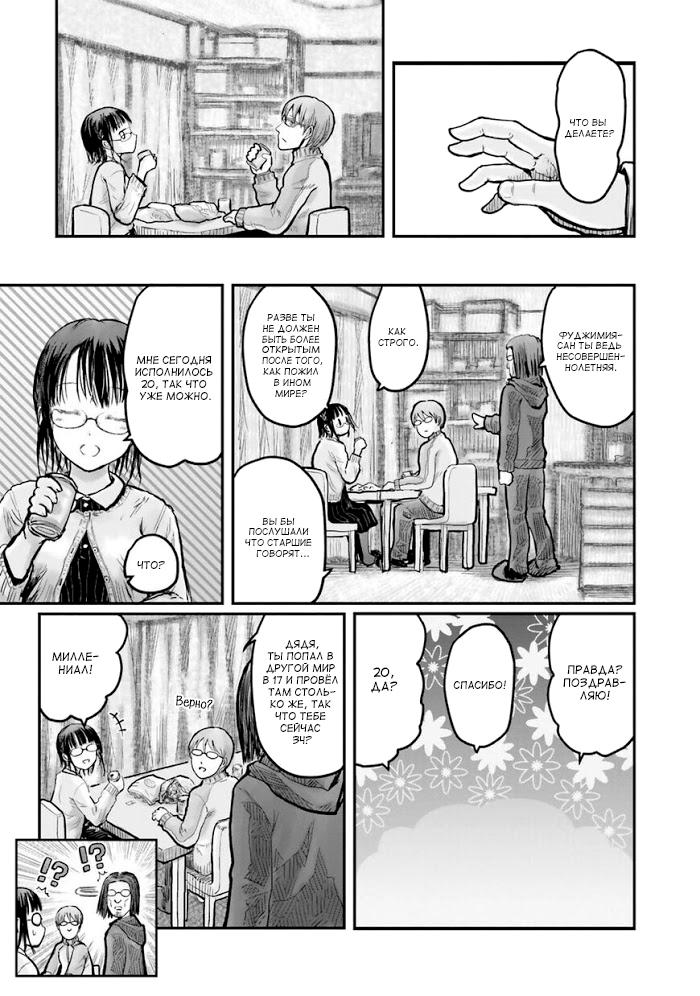 ЧТО ВЫ
ДЕЛАЕТЕ?
ФУДЖИМИЯ-
САН ТЫ ВЕДЬ
НЕСОВЕРШЕН-
НОЛЕТНЯЯ.
КАК
СТРОГО.
РАЗВЕ ТЫ
НЕ ДОЛЖЕН
БЫТЬ БОЛЕЕ
ОТКРЫТЫМ
ПОСЛЕ ТОГО,
КАК ПОЖИЛ
В ИНОМ
МИРЕ?
ВЫ БЫ
ПОСЛУШАЛИ
ЧТО СТАРШИЕ
ГОВОРЯТ...
МНЕ СЕГОДНЯ
ИСПОЛНИЛОСЬ
20, ТАК ЧТО
УЖЕ МОЖНО.
ЧТО?
ПРАВДА?
ПОЗДРАВ-
ЛЯЮ!
СПАСИБО!
20,
ДА?
ДЯДЯ,
ТЫ ПОПАЛ В
ДРУГОЙ МИР
В 17 И ПРОВЁЛ
ТАМ СТОЛЬ-
КО ЖЕ, ТАК
ЧТО ТЕБЕ
СЕЙЧАС
34?
Верно?
МИЛЛЕ-
НИАЛ!
!?
!?